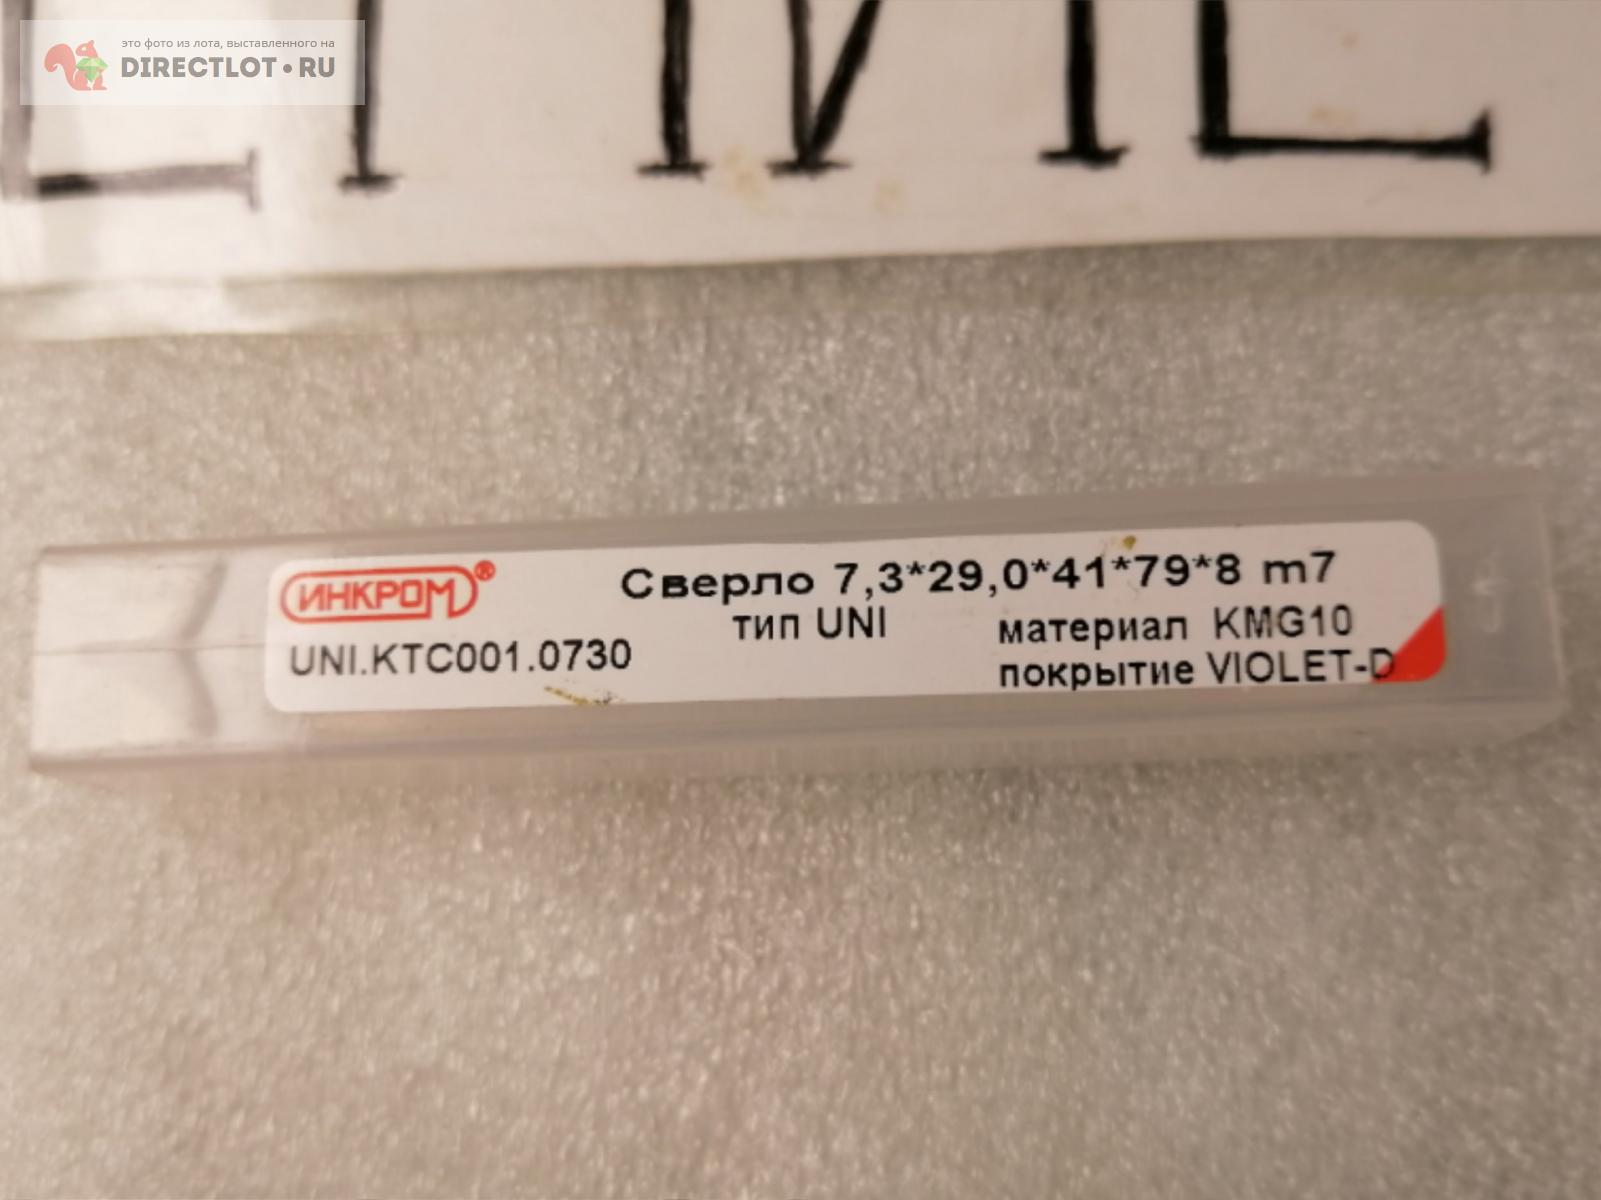 это фото из лота, выставленного на
DIRECTLOT•RU
ИНКРОМ®
Сверло 7,3*29,0*41*79*8 m7
тип UNI
материал KMG10
UNI.KTC001.0730
покрытие VIOLET-D